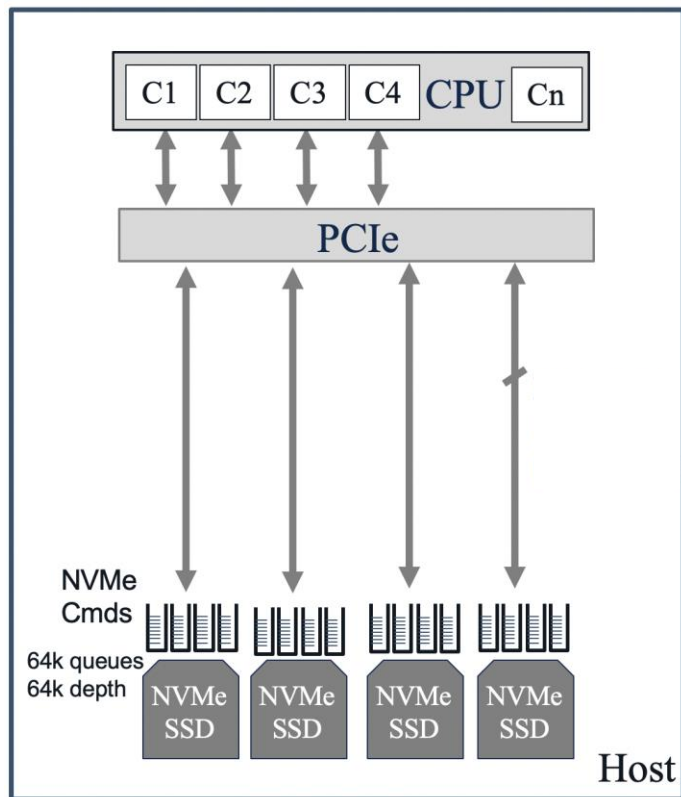 C1 C2 C3 C4 CPU Cn
PCIe
NVMe
Cmds
64k queues
64k depth
NVMe
SSD
NVMe
SSD
NVMe
SSD
NVMe
SSD
Host